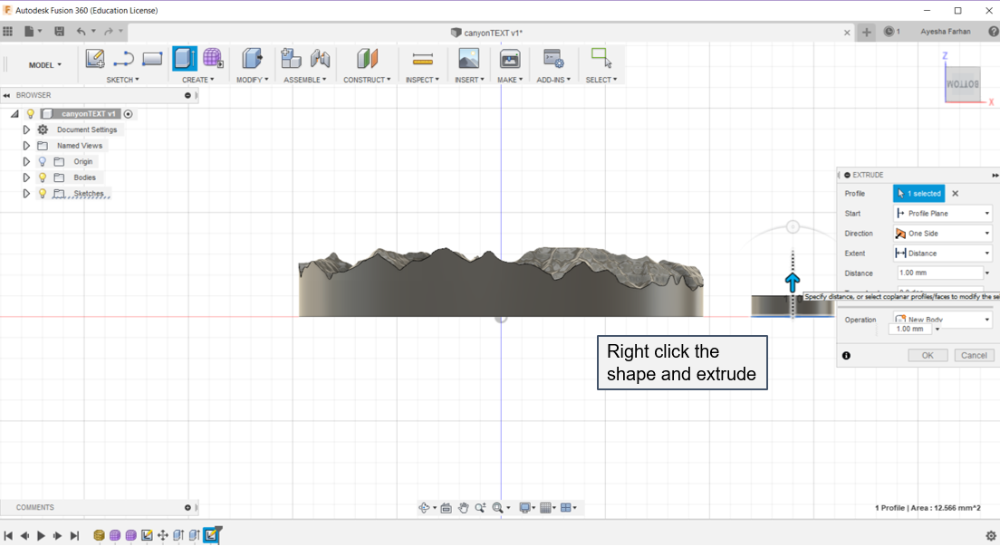 Autodesk Fusion 360 (Education License)
canyonTEXT v1*
1
Ayesha Farhan
MODEL
SKETCH
CREATE
MODIFY
ASSEMBLE
CONSTRUCT
INSPECT
INSERT
MAKE
ADD-INS
SELECT
Z
BOTTOM
X
BROWSER
canyonTEXT v1
Document Settings
Named Views
Origin
Bodies
Sketches
EXTRUDE
Profile
1 selected
Start
Profile Plane
Direction
One Side
Extent
Distance
Distance
1.00 mm
Specify distance, or select coplanar profiles/faces to modify the se
Operation
New Body
1.00 mm
OK
Cancel
Right click the
shape and extrude
COMMENTS
1 Profile | Area : 12.566 mm^2